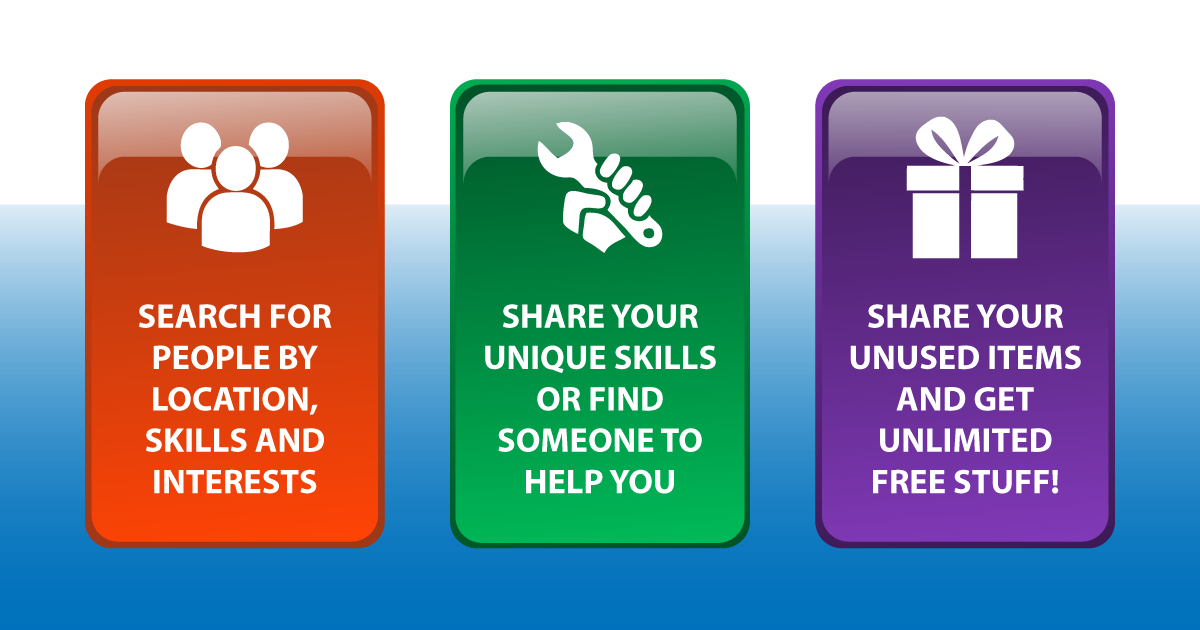 SEARCH FOR
PEOPLE BY
LOCATION,
SKILLS AND
INTERESTS
SHARE YOUR
UNIQUE SKILLS
OR FIND
SOMEONE TO
HELP YOU
SHARE YOUR
UNUSED ITEMS
AND GET
UNLIMITED
FREE STUFF!